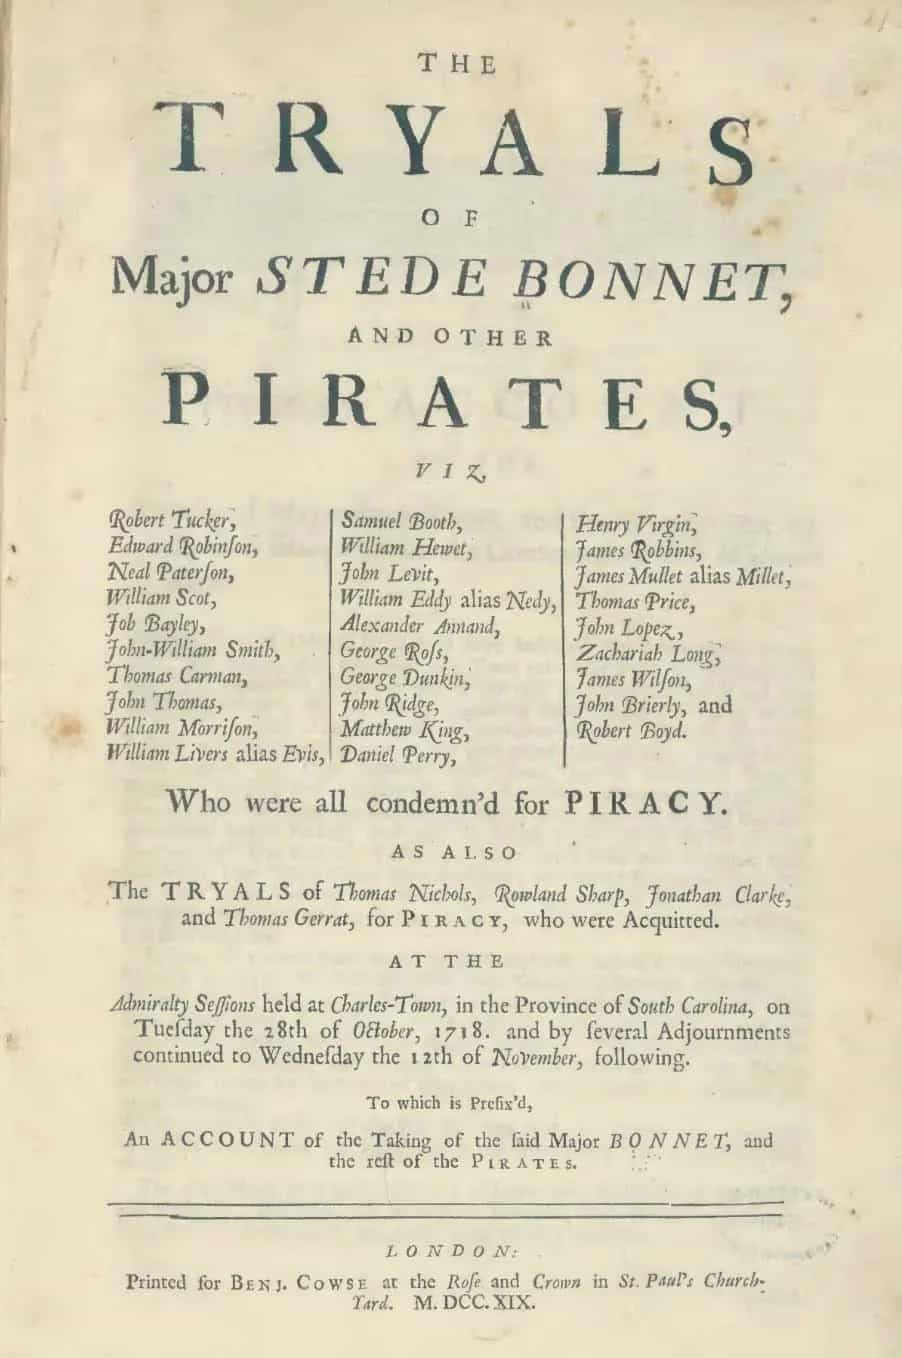 THE
TRYALS
OF
Major STEDE BONNET,
AND OTHER
PIRATES,
VIZ,
Robert Tucker,
Edward Robinſon,
Neal Paterſon,
William Scot,
Job Bayley,
John-William Smith,
Thomas Carman,
John Thomas,
William Morriſon,
William Livers alias Evis,
Samuel Booth,
William Hewet,
John Levit,
William Eddy alias Nedy,
Alexander Annand,
George Roſs,
George Dunkin,
John Ridge,
Matthew King,
Daniel Perry,
Henry Virgin,
James Robbins,
James Mullet alias Millet,
Thomas Price,
John Lopez,
Zachariah Long,
James Wilſon,
John Brierly, and
Robert Boyd.
Who were all condemn'd for PIRACY.
AS ALSO
The TRYALS of Thomas Nichols, Rowland Sharp, Jonathan Clarke,
and Thomas Gerrat, for PIRACY, who were Acquitted.
AT THE
Admiralty Seſſions held at Charles-Town, in the Province of South Carolina, on
Tueſday the 28th of October, 1718. and by ſeveral Adjournments
continued to Wedneſday the 12th of November, following.
To which is Prefix'd,
An ACCOUNT of the Taking of the ſaid Major BONNET, and
the reſt of the PIRATES.
LONDON:
Printed for BENJ. COWSE at the Roſe and Crown in St. Paul's Church-
Yard. M. DCC. XIX.